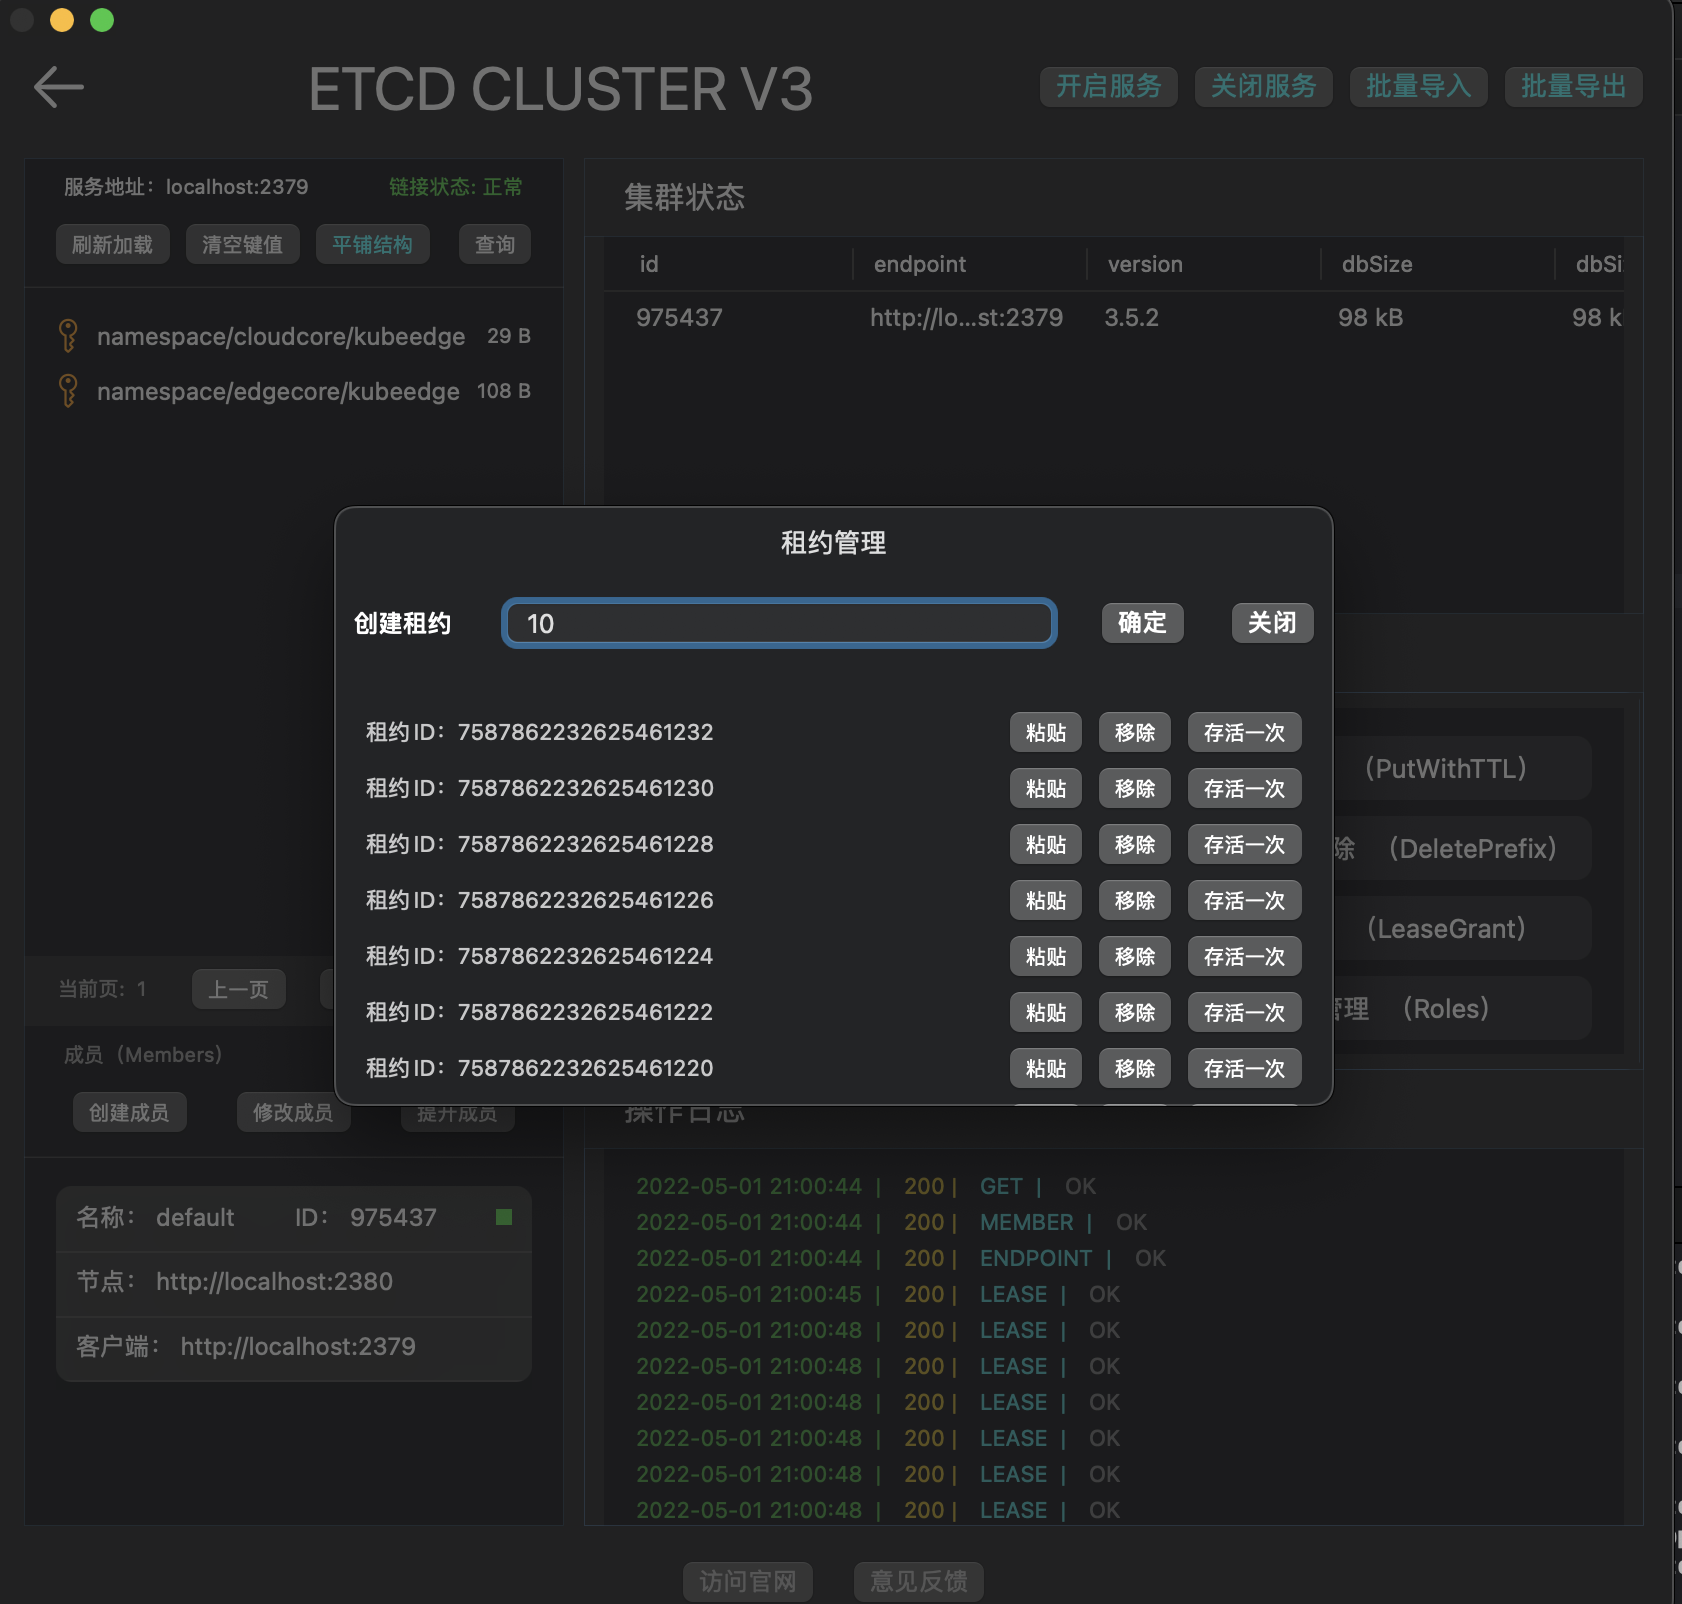 ETCD CLUSTER V3
开启服务 关闭服务 批量导入 批量导出
服务地址：localhost:2379 链接状态: 正常
刷新加载 清空键值 平铺结构 查询
namespace/cloudcore/kubeedge 29 B
namespace/edgecore/kubeedge 108 B
集群状态
id endpoint version dbSize dbSi
975437 http://lo...st:2379 3.5.2 98 kB 98 k
租约管理
创建租约 10 确定 关闭
租约 ID：7587862232625461232 粘贴 移除 存活一次
租约 ID：7587862232625461230 粘贴 移除 存活一次
租约 ID：7587862232625461228 粘贴 移除 存活一次
租约 ID：7587862232625461226 粘贴 移除 存活一次
租约 ID：7587862232625461224 粘贴 移除 存活一次
租约 ID：7587862232625461222 粘贴 移除 存活一次
租约 ID：7587862232625461220 粘贴 移除 存活一次
（PutWithTTL）
除 （DeletePrefix）
（LeaseGrant）
管理 （Roles）
当前页: 1 上一页
成员（Members）
创建成员 修改成员 提升成员
名称： default ID： 975437
节点： http://localhost:2380
客户端： http://localhost:2379
操作日志
2022-05-01 21:00:44 | 200 | GET | OK
2022-05-01 21:00:44 | 200 | MEMBER | OK
2022-05-01 21:00:44 | 200 | ENDPOINT | OK
2022-05-01 21:00:45 | 200 | LEASE | OK
2022-05-01 21:00:48 | 200 | LEASE | OK
2022-05-01 21:00:48 | 200 | LEASE | OK
2022-05-01 21:00:48 | 200 | LEASE | OK
2022-05-01 21:00:48 | 200 | LEASE | OK
2022-05-01 21:00:48 | 200 | LEASE | OK
2022-05-01 21:00:48 | 200 | LEASE | OK
访问官网 意见反馈